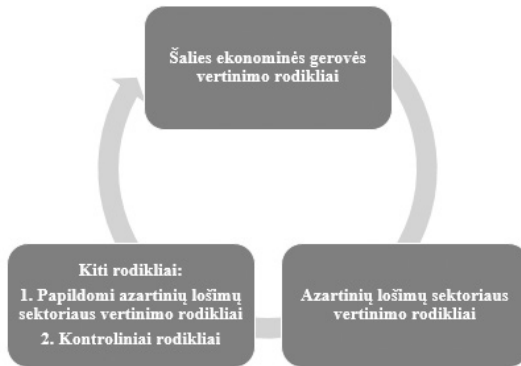 Šalies ekonominės gerovės
vertinimo rodikliai
Kiti rodikliai:
1. Papildomi azartinių lošimų
sektoriaus vertinimo rodikliai
2. Kontroliniai rodikliai
Azartinių lošimų sektoriaus
vertinimo rodikliai